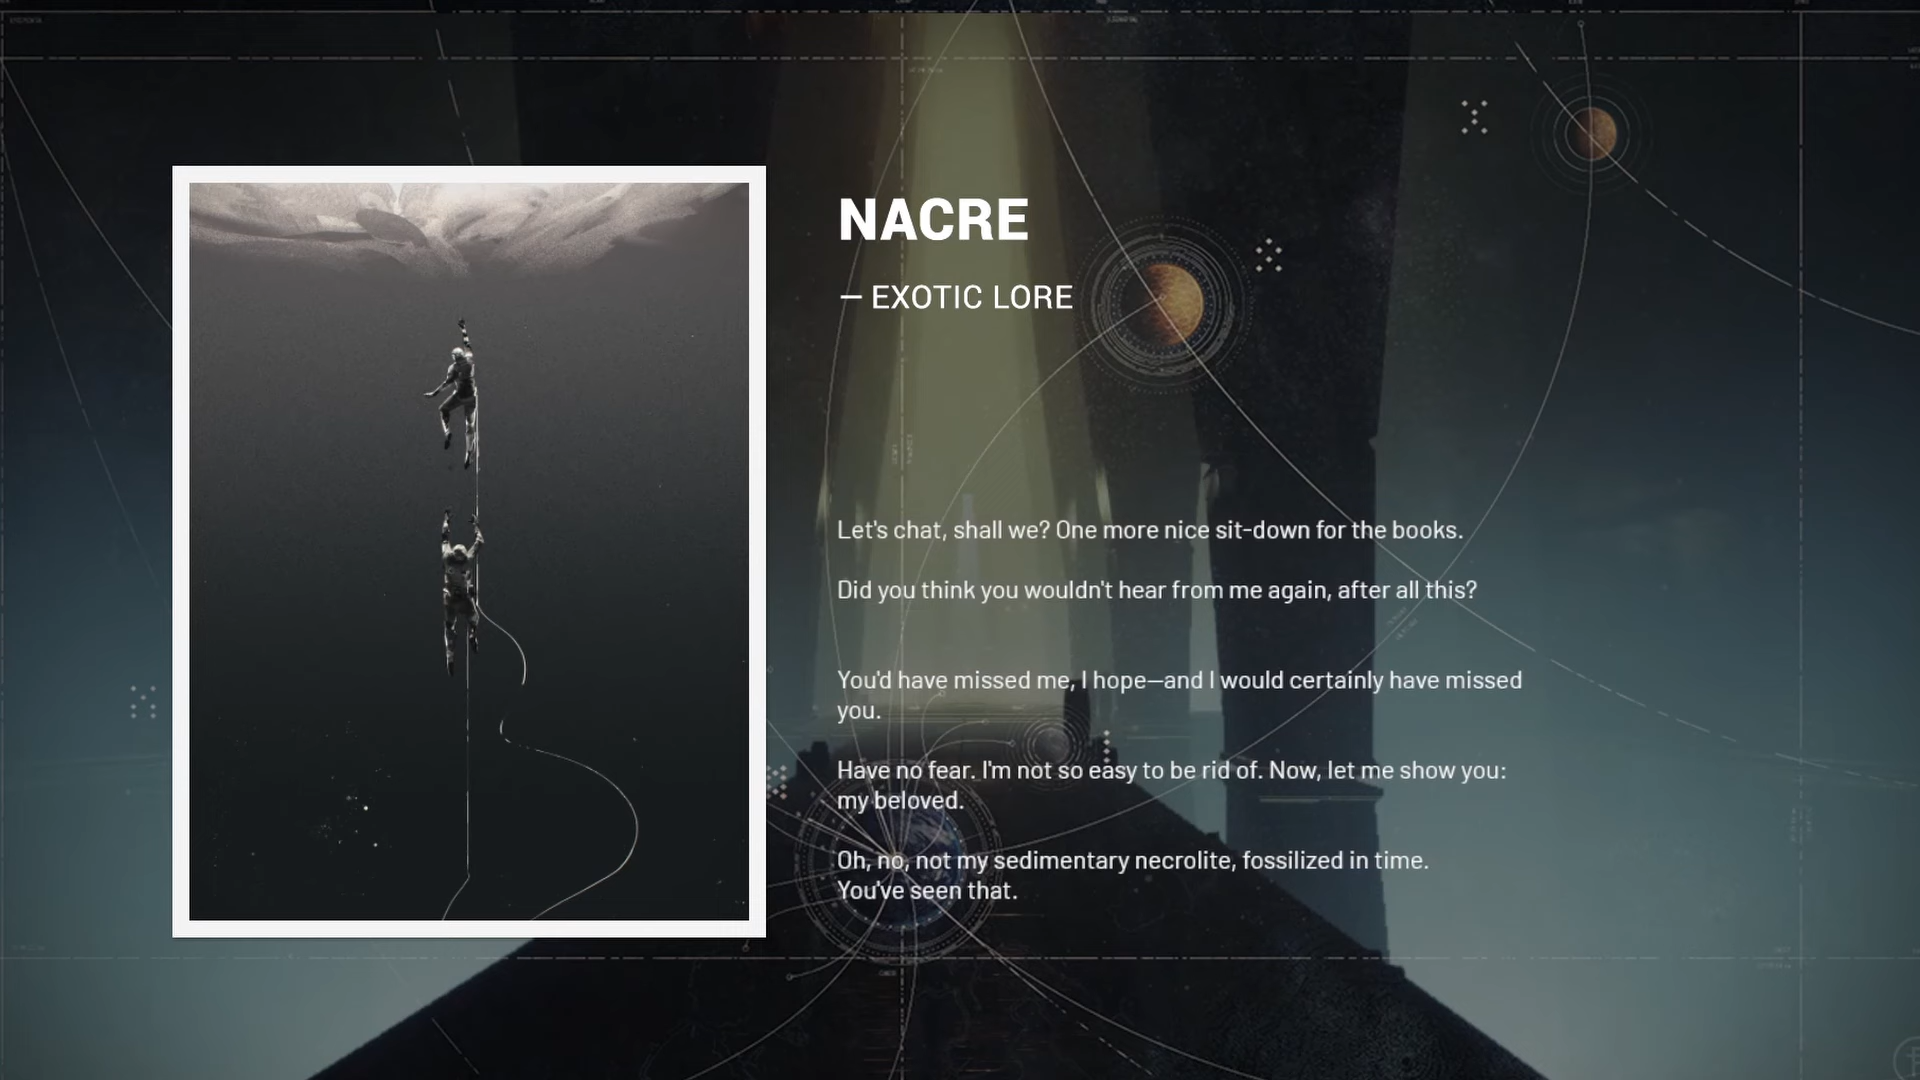 NACRE
— EXOTIC LORE
Let's chat, shall we? One more nice sit-down for the books.
Did you think you wouldn't hear from me again, after all this?
You'd have missed me, I hope—and I would certainly have missed
you.
Have no fear. I'm not so easy to be rid of. Now, let me show you:
my beloved.
Oh, no, not my sedimentary necrolite, fossilized in time.
You've seen that.